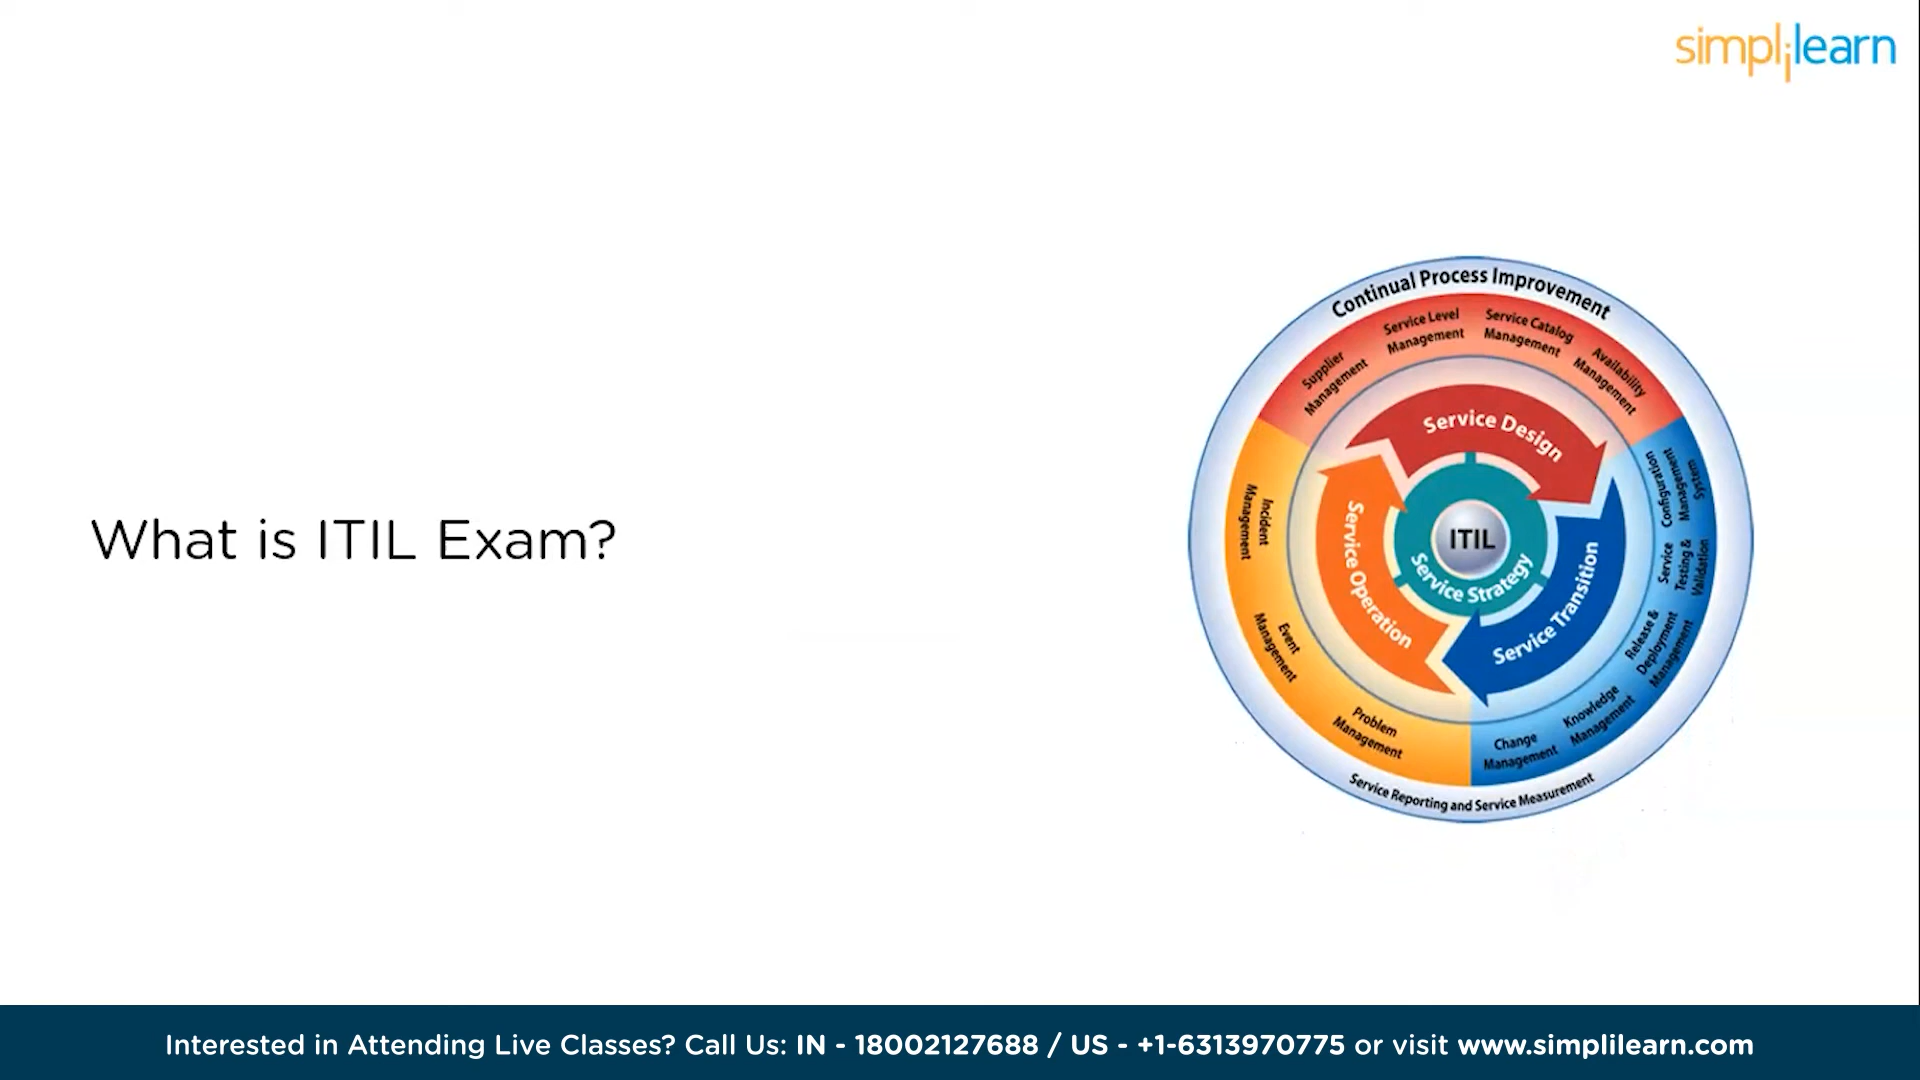 simplilearn
What is ITIL Exam?
Continual Process Improvement
Supplier
Management
Service Level
Management
Service Catalog
Management
Availability
Management
Service Design
Configuration
Management
System
Service
Testing &
Validation
Release &
Deployment
Management
Knowledge
Management
Change
Management
Service Transition
Incident
Management
Event
Management
Problem
Management
Service Operation
ITIL
Service Strategy
Service Reporting and Service Measurement
Interested in Attending Live Classes? Call Us: IN - 18002127688 / US - +1-6313970775 or visit www.simplilearn.com